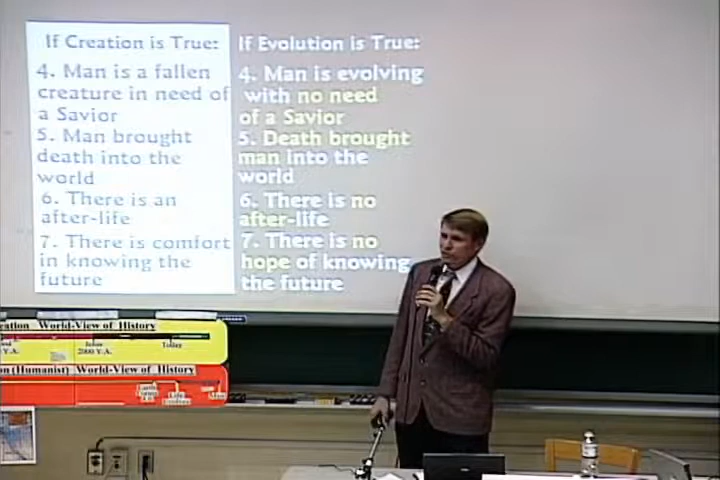 If Creation is True:
4. Man is a fallen
creature in need of
a Savior
5. Man brought
death into the
world
6. There is an
after-life
7. There is comfort
in knowing the
future
If Evolution is True:
4. Man is evolving
with no need
of a Savior
5. Death brought
man into the
world
6. There is no
after-life
7. There is no
hope of knowing
the future
World-View of History
Y.A.
2000 Y.A.
Today
(Humanist) World-View of History
Man